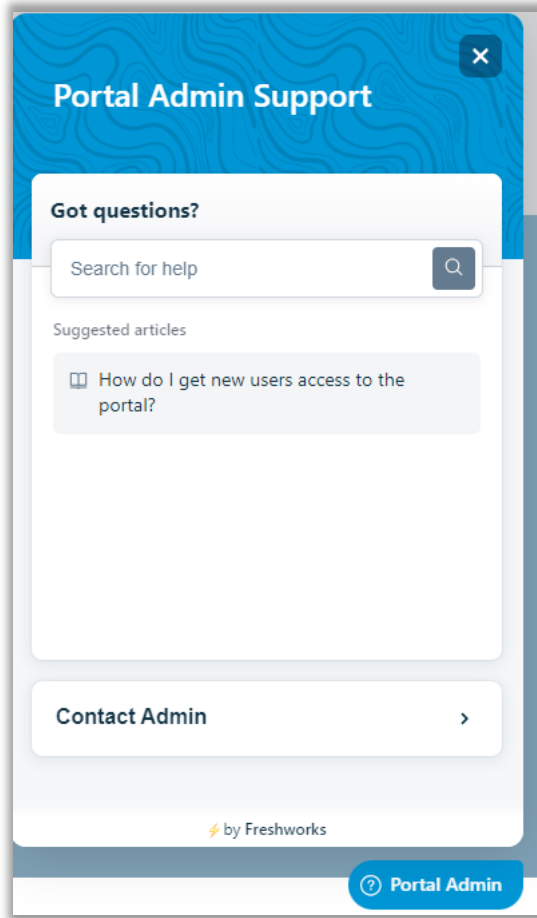 Portal Admin Support
Got questions?
Search for help
Suggested articles
How do I get new users access to the
portal?
Contact Admin
by Freshworks
Portal Admin